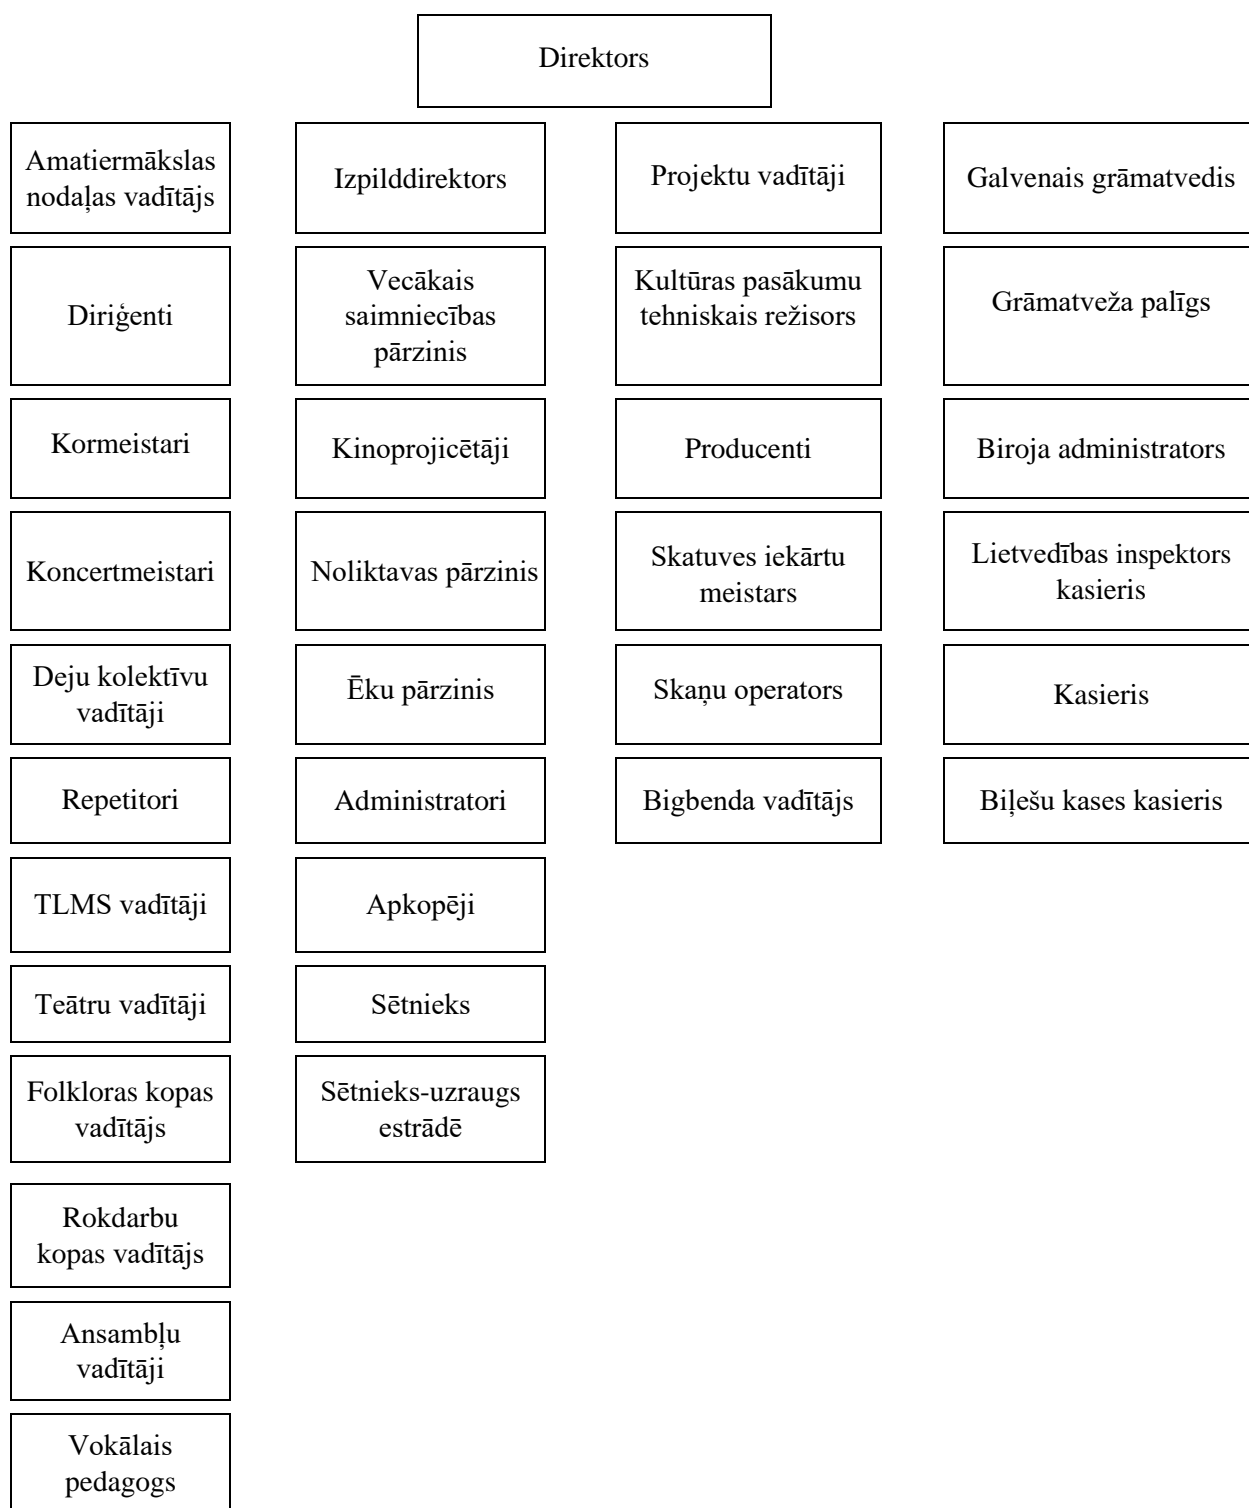 Direktors
Amatiermākslas
nodaļas vadītājs
Izpilddirektors
Projektu vadītāji
Galvenais grāmatvedis
Diriģenti
Vecākais
saimniecības
pārzinis
Kultūras pasākumu
tehniskais režisors
Grāmatveža palīgs
Kormeistari
Kinoprojicētāji
Producenti
Biroja administrators
Koncertmeistari
Noliktavas pārzinis
Skatuves iekārtu
meistars
Lietvedības inspektors
kasieris
Deju kolektīvu
vadītāji
Ēku pārzinis
Skaņu operators
Kasieris
Repetitori
Administratori
Bigbenda vadītājs
Biļešu kases kasieris
TLMS vadītāji
Apkopēji
Teātru vadītāji
Sētnieks
Folkloras kopas
vadītājs
Sētnieks-uzraugs
estrādē
Rokdarbu
kopas vadītājs
Ansambļu
vadītāji
Vokālais
pedagogs